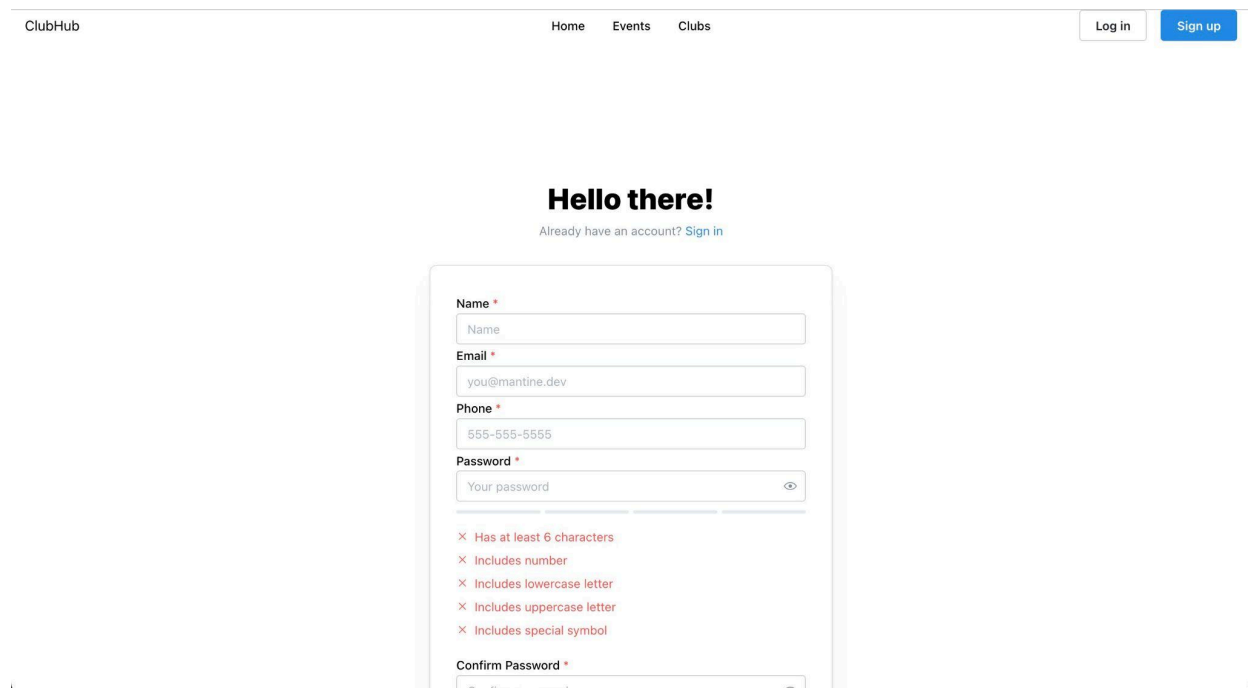 ClubHub
Home Events Clubs
Log in Sign up
Hello there!
Already have an account? Sign in
Name *
Name
Email *
you@mantine.dev
Phone *
555-555-5555
Password *
Your password
Has at least 6 characters
Includes number
Includes lowercase letter
Includes uppercase letter
Includes special symbol
Confirm Password *